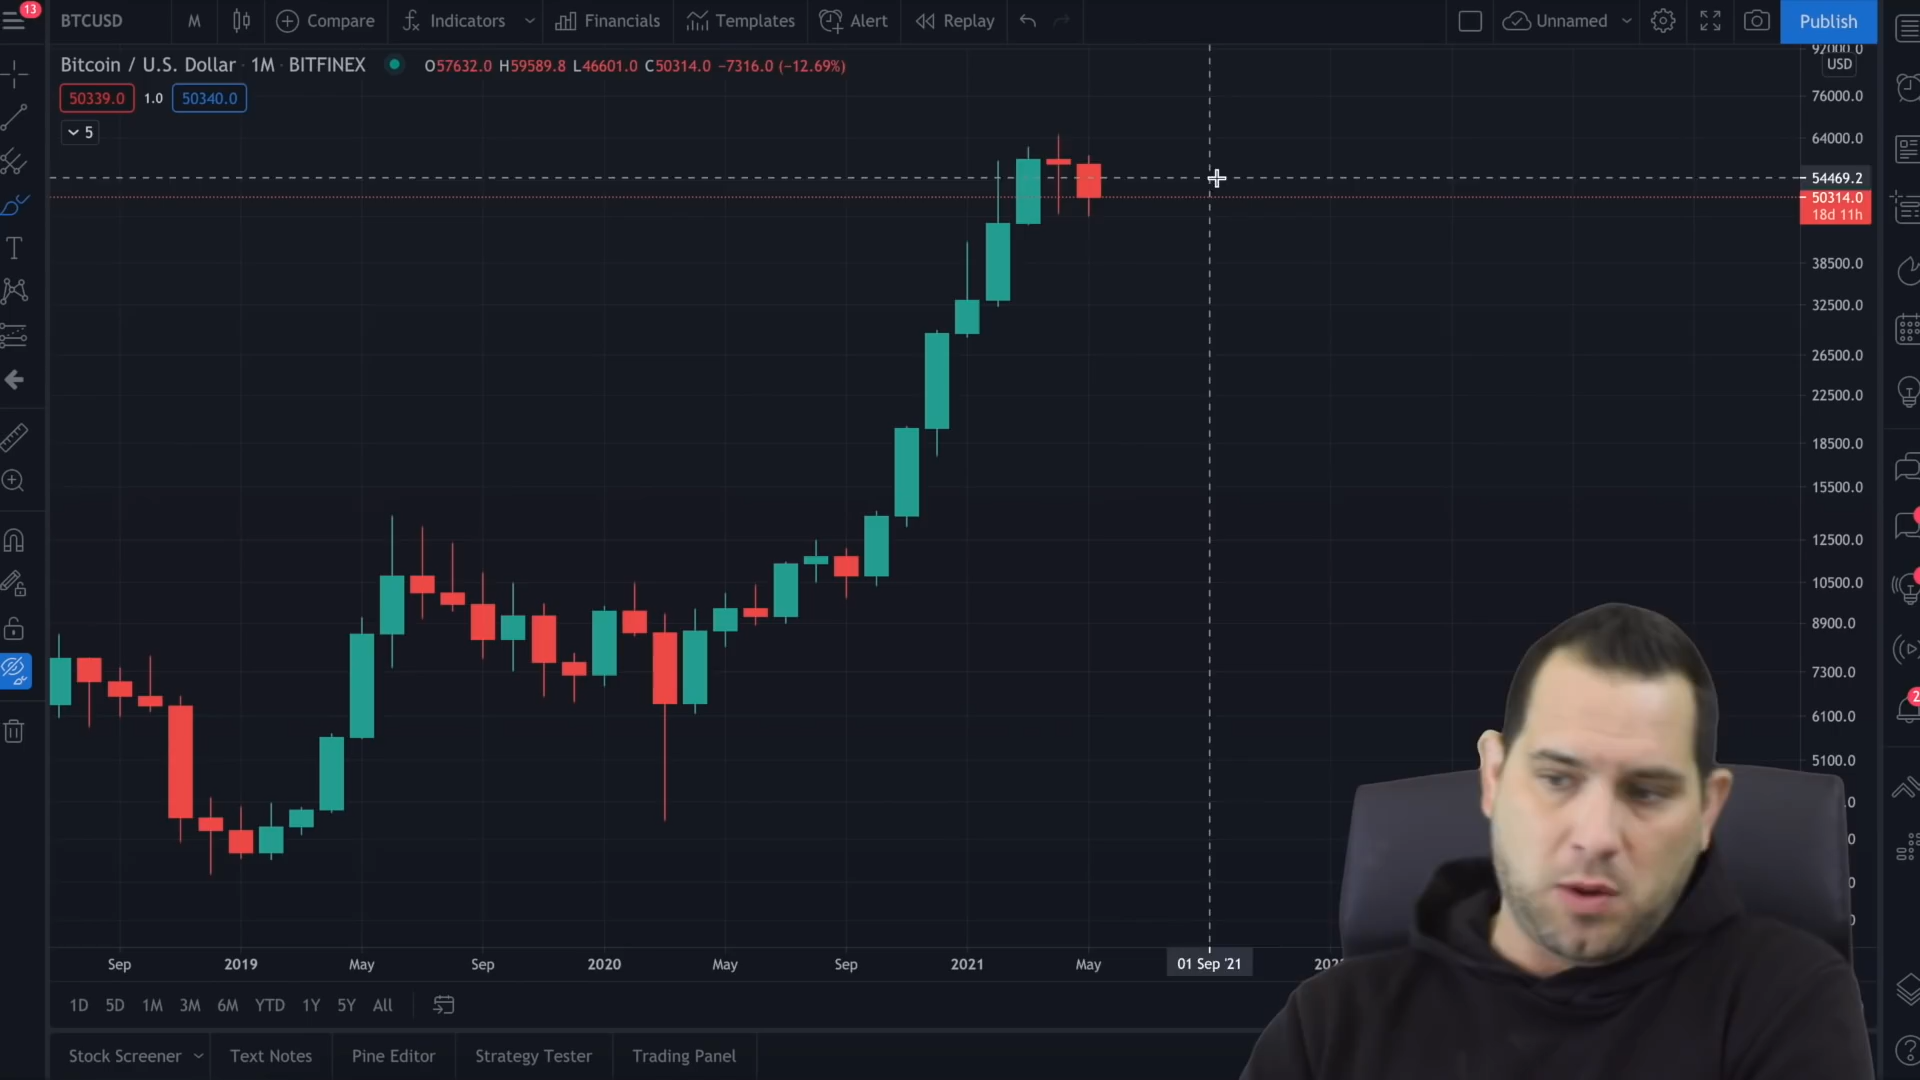 13
BTCUSD M Compare Indicators Financials Templates Alert Replay Unnamed Publish
Bitcoin / U.S. Dollar · 1M · BITFINEX O57632.0 H59589.8 L46601.0 C50314.0 −7316.0 (−12.69%)
50339.0 1.0 50340.0
5
92000.0
USD
76000.0
64000.0
54469.2
50314.0
18d 11h
38500.0
32500.0
26500.0
22500.0
18500.0
15500.0
12500.0
10500.0
8900.0
7300.0
6100.0
5100.0
Sep 2019 May Sep 2020 May Sep 2021 May 01 Sep '21
1D 5D 1M 3M 6M YTD 1Y 5Y All
Stock Screener Text Notes Pine Editor Strategy Tester Trading Panel